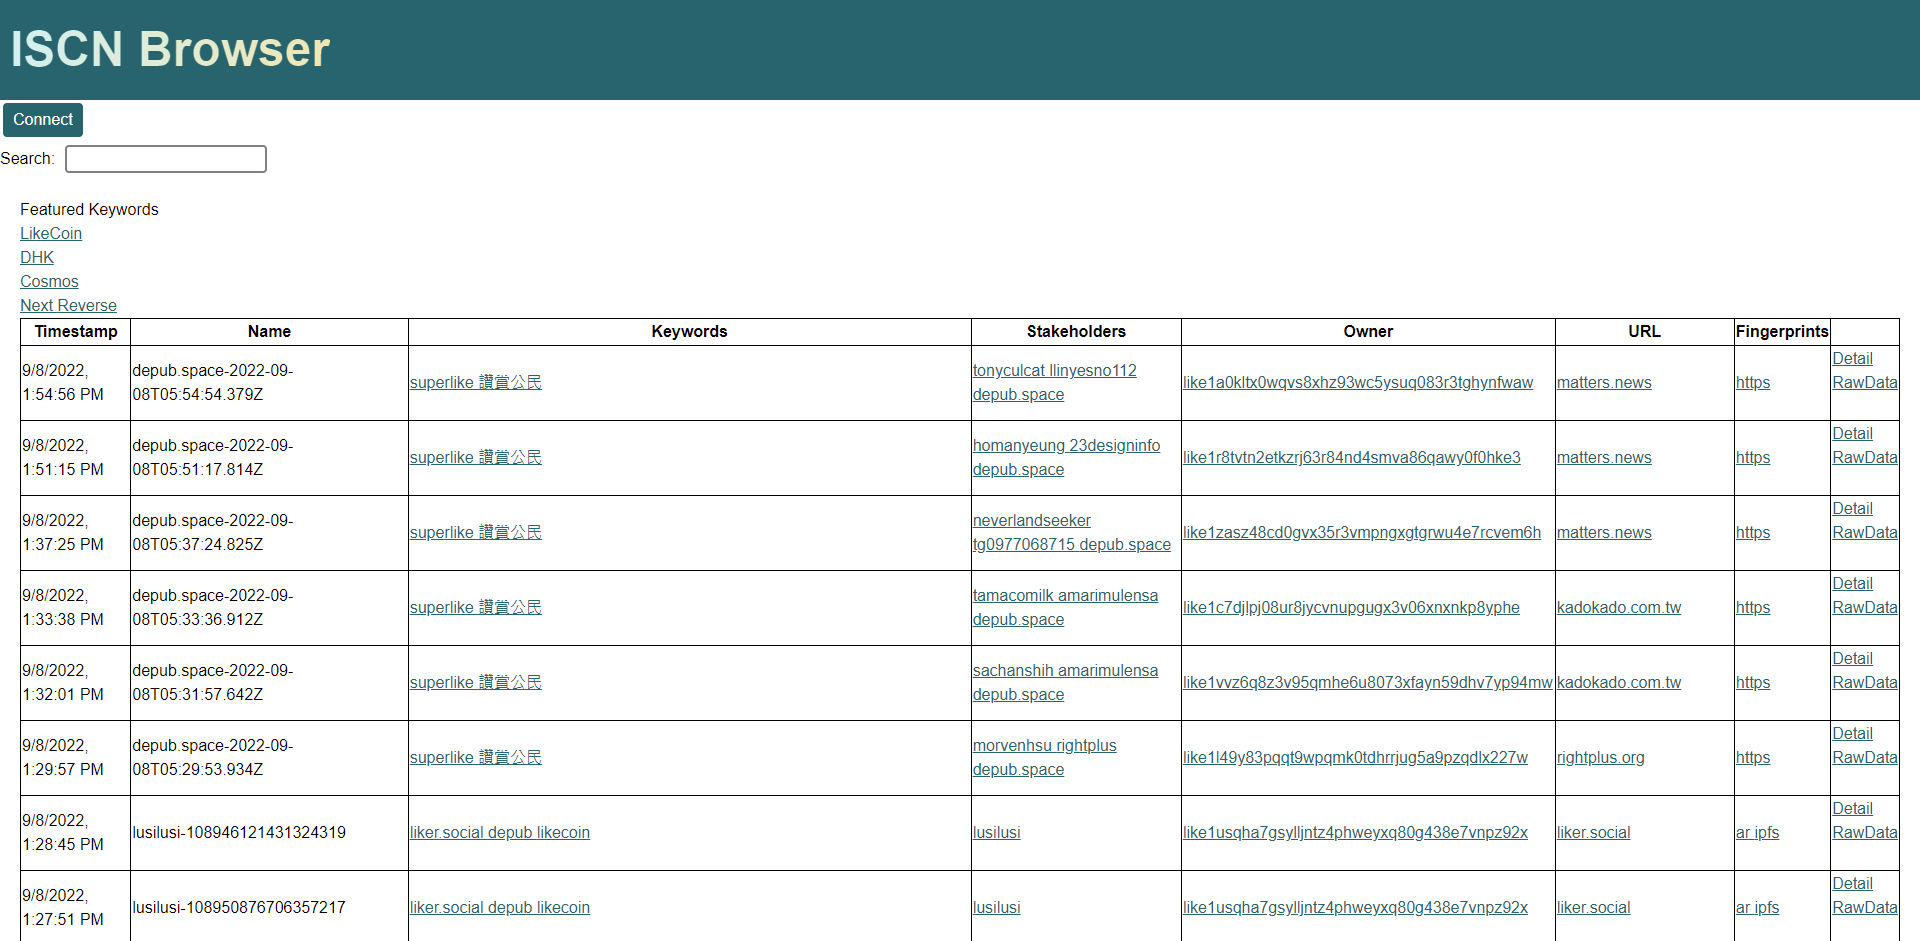 ISCN Browser
Connect
Search:
Featured Keywords
LikeCoin
DHK
Cosmos
Next Reverse
Timestamp Name Keywords Stakeholders Owner URL Fingerprints
9/8/2022, 1:54:56 PM depub.space-2022-09-08T05:54:54.379Z superlike 讚賞公民 tonyculcat llinyesno112 depub.space like1a0kltx0wqvs8xhz93wc5ysuq083r3tghynfwaw matters.news https Detail RawData
9/8/2022, 1:51:15 PM depub.space-2022-09-08T05:51:17.814Z superlike 讚賞公民 homanyeung 23designinfo depub.space like1r8tvtn2etkzrj63r84nd4smva86qawy0f0hke3 matters.news https Detail RawData
9/8/2022, 1:37:25 PM depub.space-2022-09-08T05:37:24.825Z superlike 讚賞公民 neverlandseeker tg0977068715 depub.space like1zasz48cd0gvx35r3vmpngxgtgrwu4e7rcvem6h matters.news https Detail RawData
9/8/2022, 1:33:38 PM depub.space-2022-09-08T05:33:36.912Z superlike 讚賞公民 tamacomilk amarimulensa depub.space like1c7djlpj08ur8jycvnupgugx3v06xnxnkp8yphe kadokado.com.tw https Detail RawData
9/8/2022, 1:32:01 PM depub.space-2022-09-08T05:31:57.642Z superlike 讚賞公民 sachanshih amarimulensa depub.space like1vvz6q8z3v95qmhe6u8073xfayn59dhv7yp94mw kadokado.com.tw https Detail RawData
9/8/2022, 1:29:57 PM depub.space-2022-09-08T05:29:53.934Z superlike 讚賞公民 morvenhsu rightplus depub.space like1l49y83pqqt9wpqmk0tdhrrjug5a9pzqdlx227w rightplus.org https Detail RawData
9/8/2022, 1:28:45 PM lusilusi-108946121431324319 liker.social depub likecoin lusilusi like1usqha7gsylljntz4phweyxq80g438e7vnpz92x liker.social ar ipfs Detail RawData
9/8/2022, 1:27:51 PM lusilusi-108950876706357217 liker.social depub likecoin lusilusi like1usqha7gsylljntz4phweyxq80g438e7vnpz92x liker.social ar ipfs Detail RawData